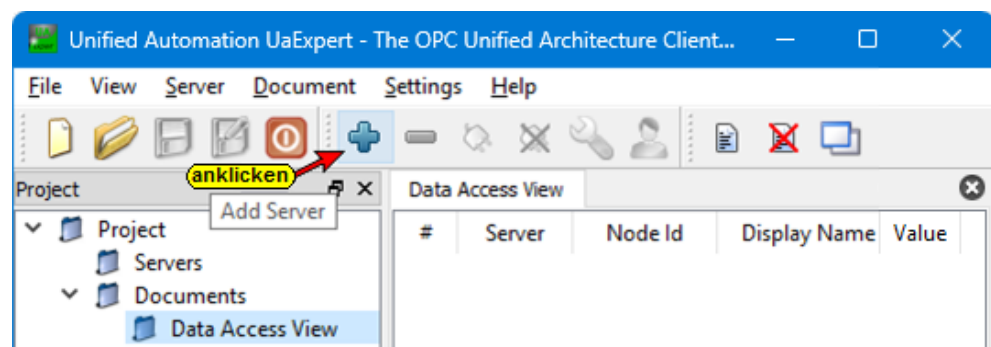 Unified Automation UaExpert - The OPC Unified Architecture Client...
File View Server Document Settings Help
anklicken
Project
Add Server
Data Access View
Project
Servers
Documents
Data Access View
# Server Node Id Display Name Value